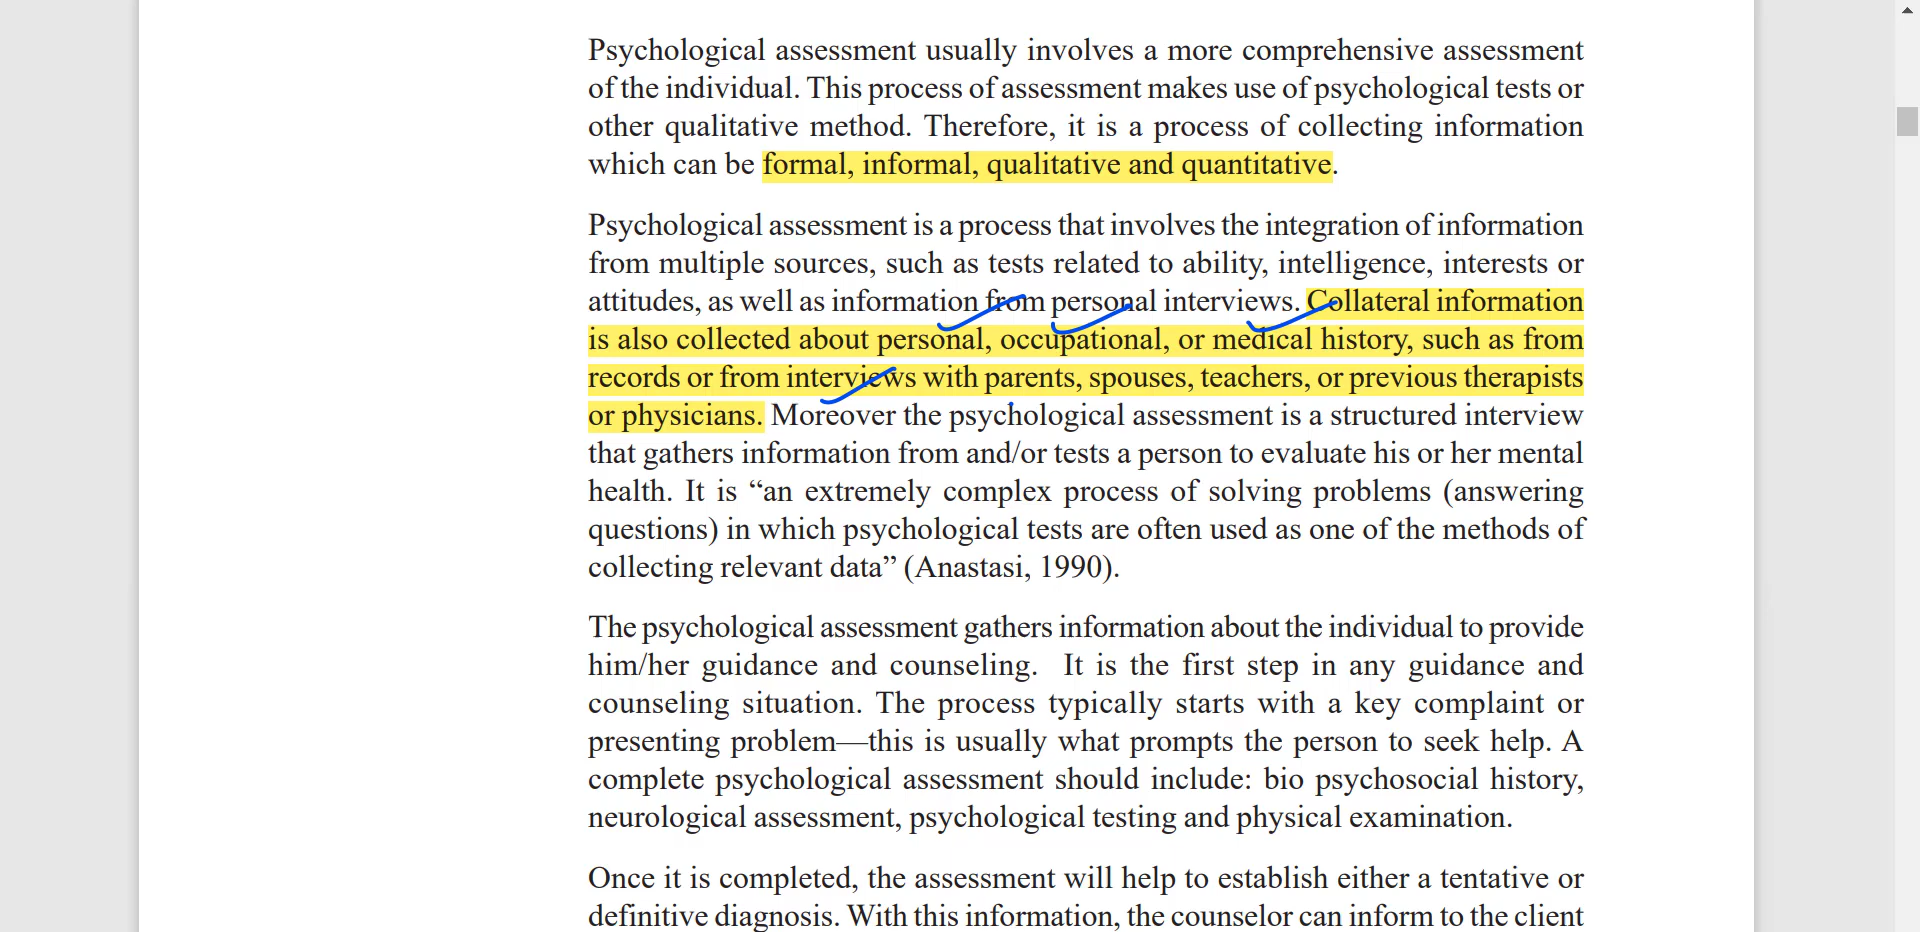 Psychological assessment usually involves a more comprehensive assessment
of the individual. This process of assessment makes use of psychological tests or
other qualitative method. Therefore, it is a process of collecting information
which can be formal, informal, qualitative and quantitative.
Psychological assessment is a process that involves the integration of information
from multiple sources, such as tests related to ability, intelligence, interests or
attitudes, as well as information from personal interviews. Collateral information
is also collected about personal, occupational, or medical history, such as from
records or from interviews with parents, spouses, teachers, or previous therapists
or physicians. Moreover the psychological assessment is a structured interview
that gathers information from and/or tests a person to evaluate his or her mental
health. It is “an extremely complex process of solving problems (answering
questions) in which psychological tests are often used as one of the methods of
collecting relevant data” (Anastasi, 1990).
The psychological assessment gathers information about the individual to provide
him/her guidance and counseling. It is the first step in any guidance and
counseling situation. The process typically starts with a key complaint or
presenting problem—this is usually what prompts the person to seek help. A
complete psychological assessment should include: bio psychosocial history,
neurological assessment, psychological testing and physical examination.
Once it is completed, the assessment will help to establish either a tentative or
definitive diagnosis. With this information, the counselor can inform to the client